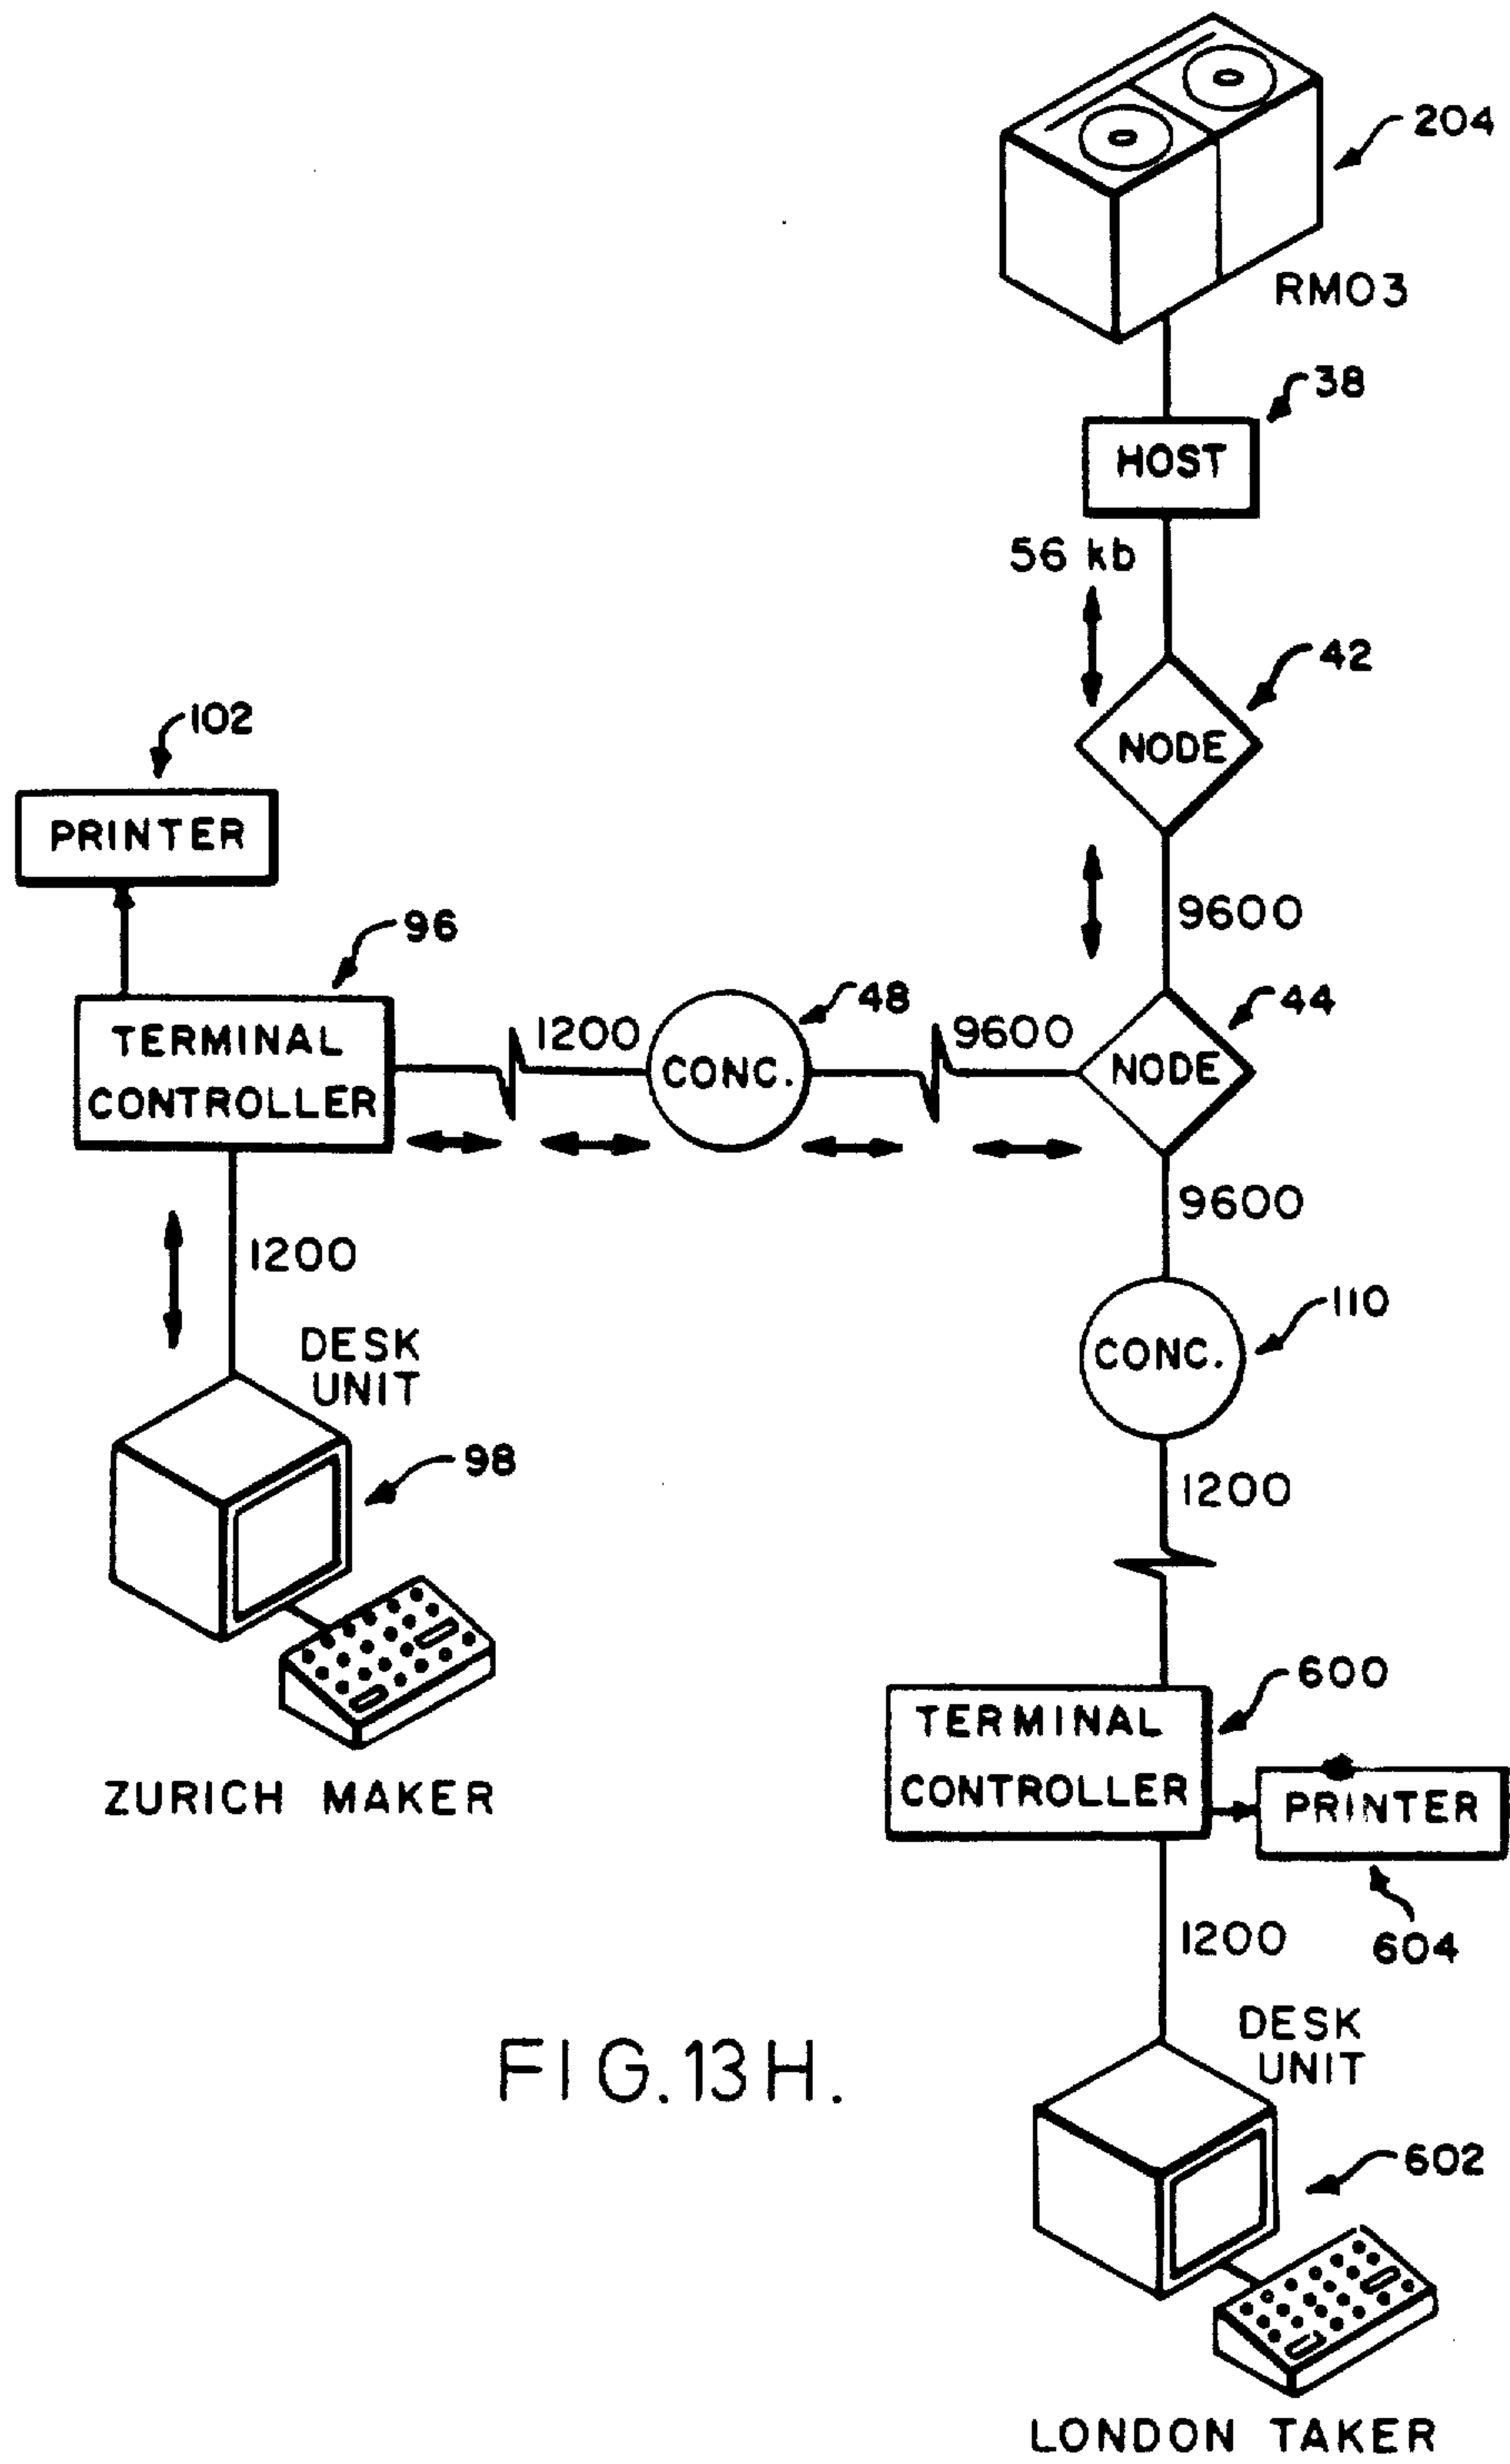 204
RM03
38
HOST
56 kb
42
NODE
102
PRINTER
9600
96
TERMINAL
CONTROLLER
1200
48
CONC.
9600
44
NODE
9600
1200
110
CONC.
DESK
UNIT
98
1200
ZURICH MAKER
600
TERMINAL
CONTROLLER
PRINTER
604
1200
DESK
UNIT
FIG.13H.
602
LONDON TAKER